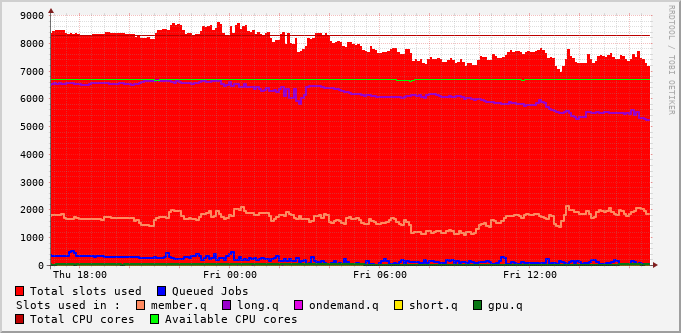 9000
8000
7000
6000
5000
4000
3000
2000
1000
0
Thu 18:00 Fri 00:00 Fri 06:00 Fri 12:00
RRDTOOL / TOBI OETIKER
Total slots used Queued Jobs
Slots used in : member.q long.q ondemand.q short.q gpu.q
Total CPU cores Available CPU cores